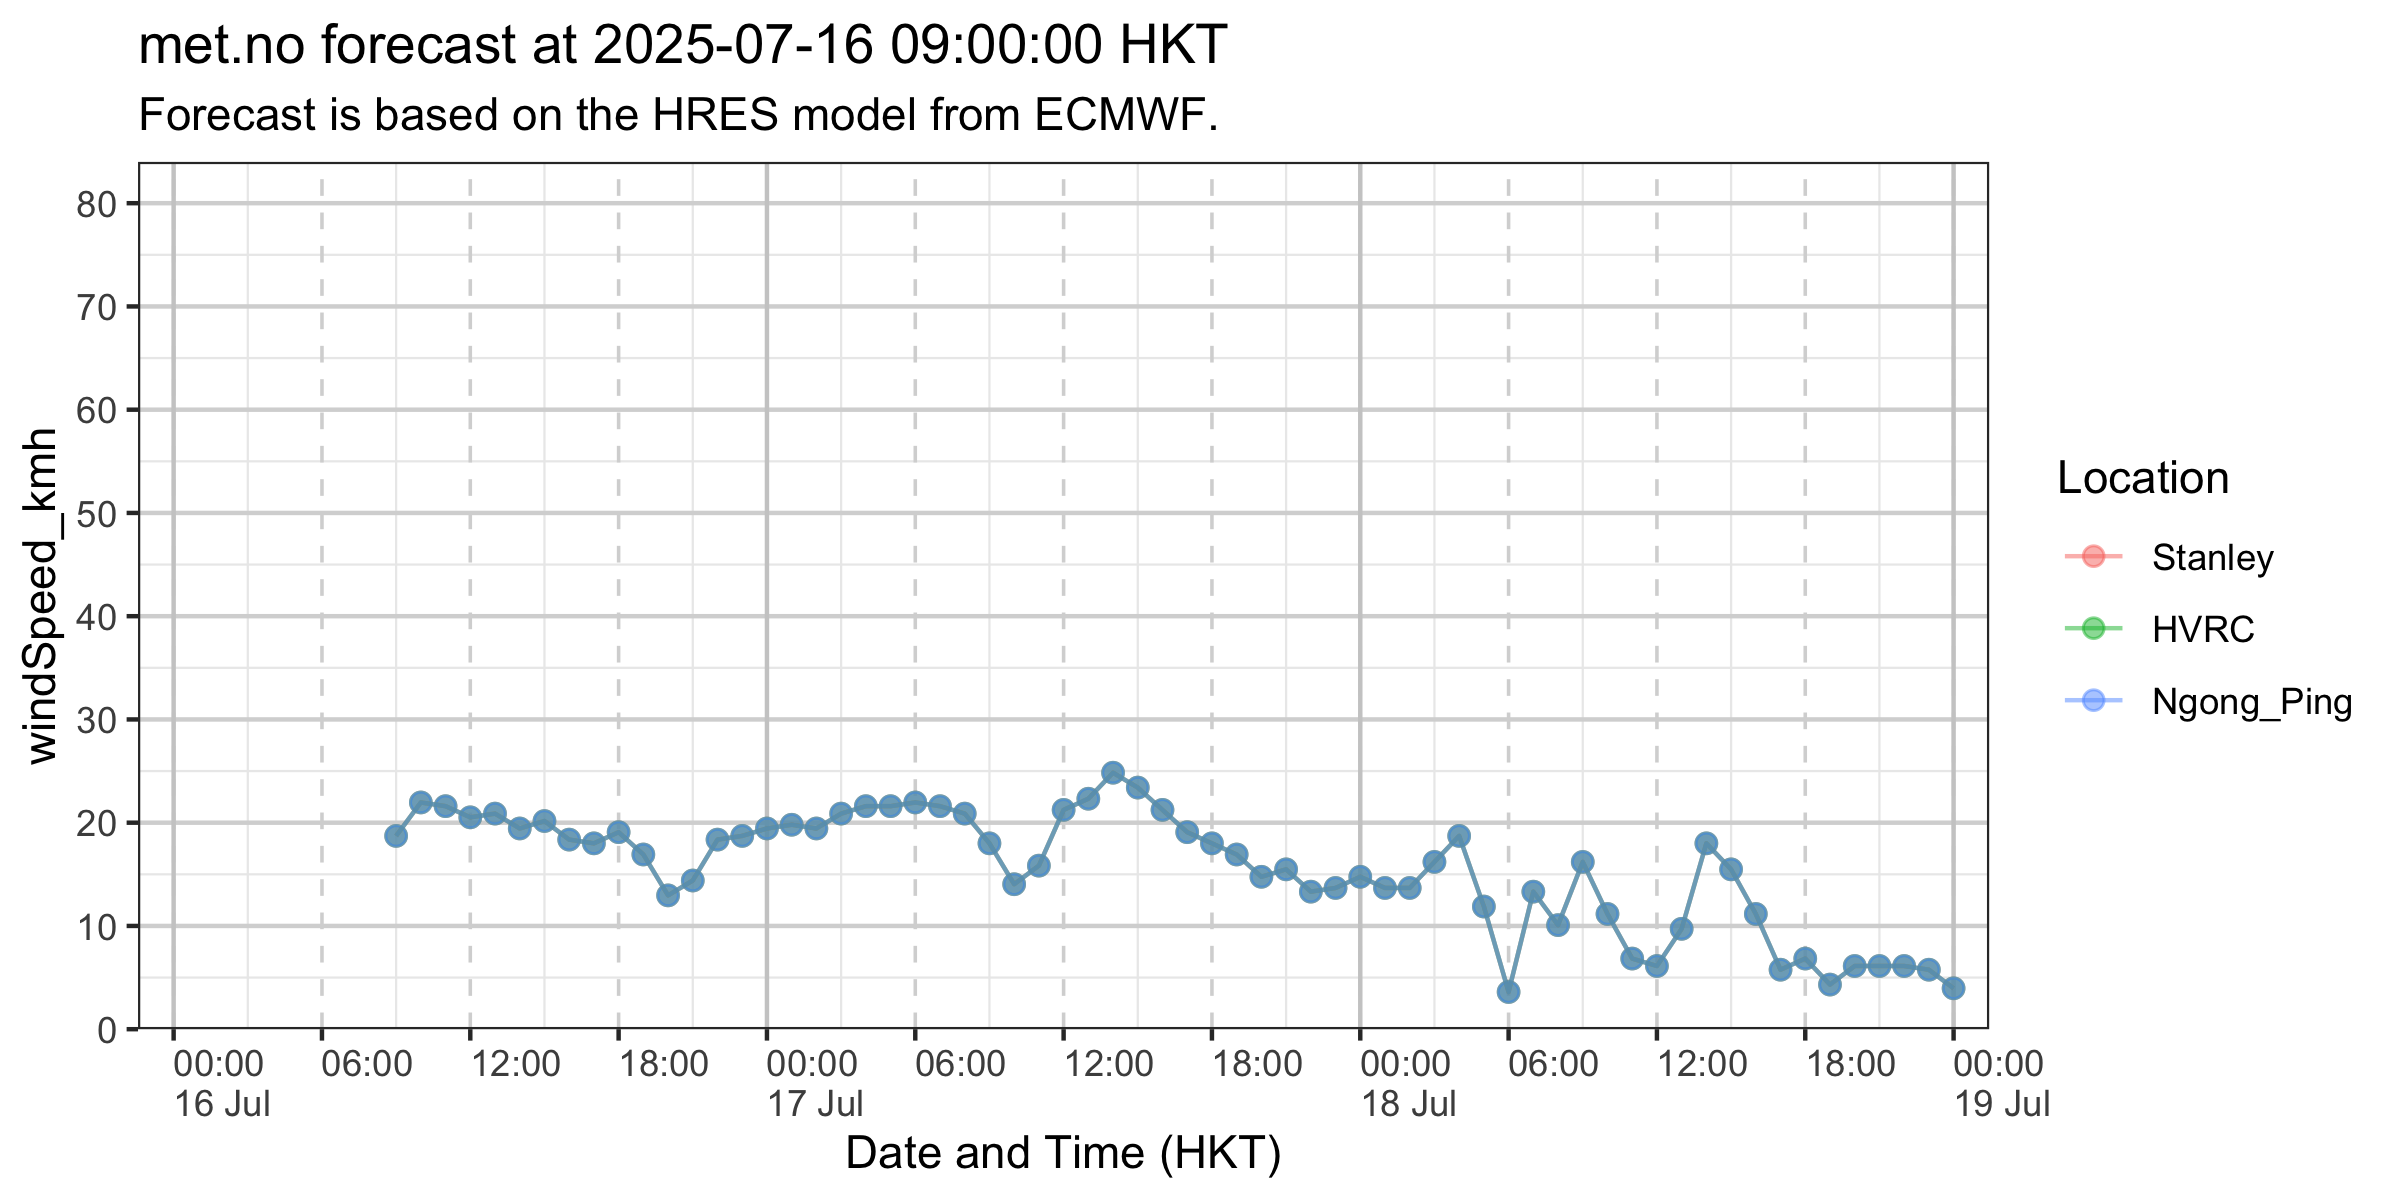 met.no forecast at 2025-07-16 09:00:00 HKT
Forecast is based on the HRES model from ECMWF.
windSpeed_kmh
80
70
60
50
40
30
20
10
0
00:00 06:00 12:00 18:00 00:00 06:00 12:00 18:00 00:00 06:00 12:00 18:00 00:00
16 Jul 17 Jul 18 Jul 19 Jul
Date and Time (HKT)
Location
Stanley
HVRC
Ngong_Ping